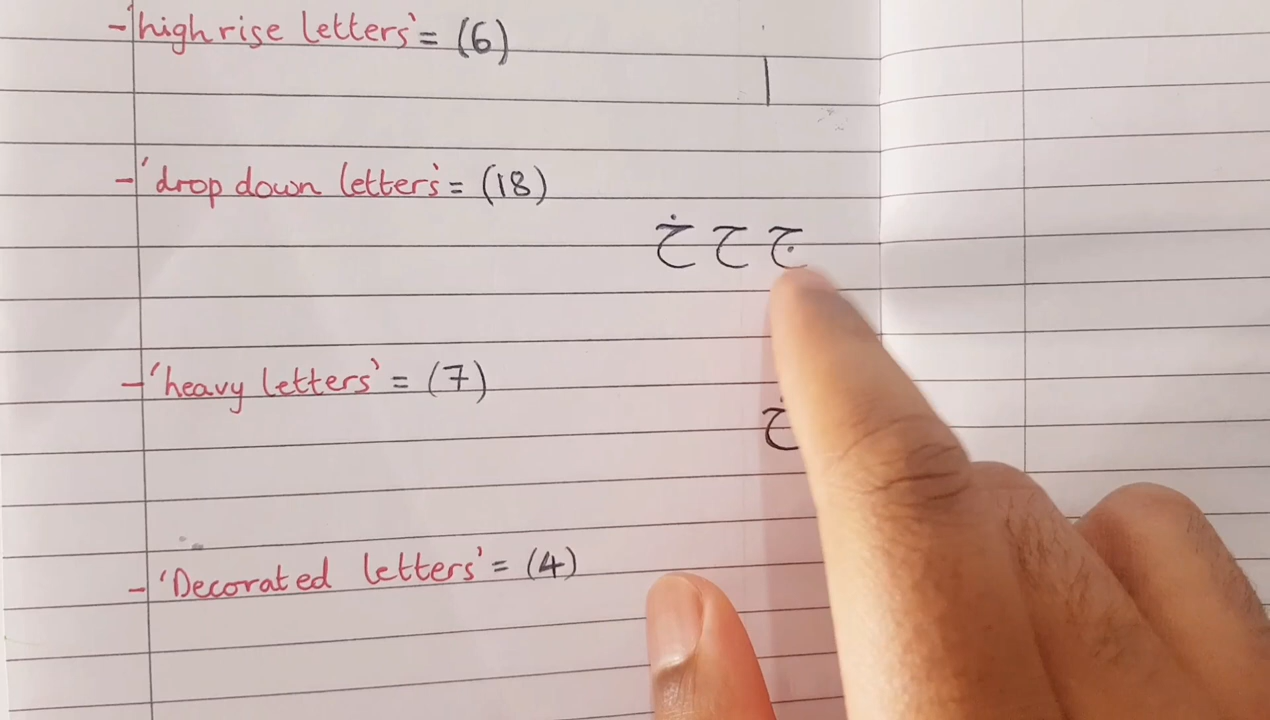 -'high rise letters' = (6)
ا
-'drop down letters' = (18)
ج ح خ
-'heavy letters' = (7)
خ
-'Decorated letters' = (4)